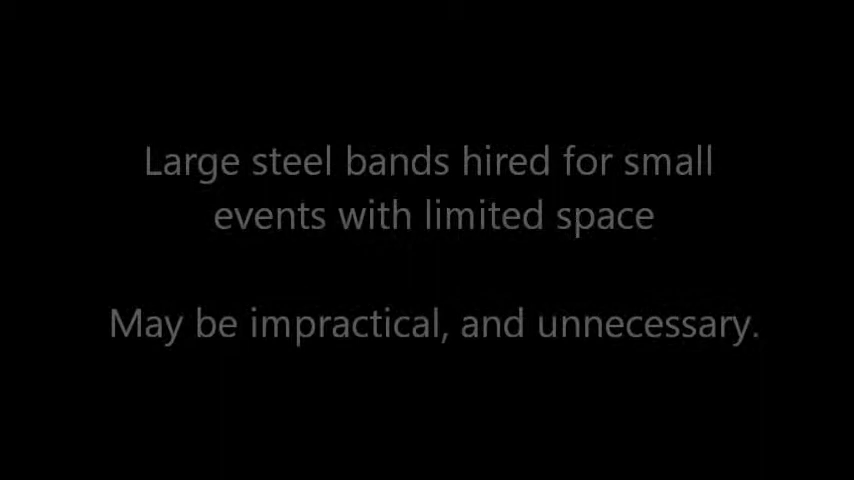 Large steel bands hired for small
events with limited space
May be impractical, and unnecessary.